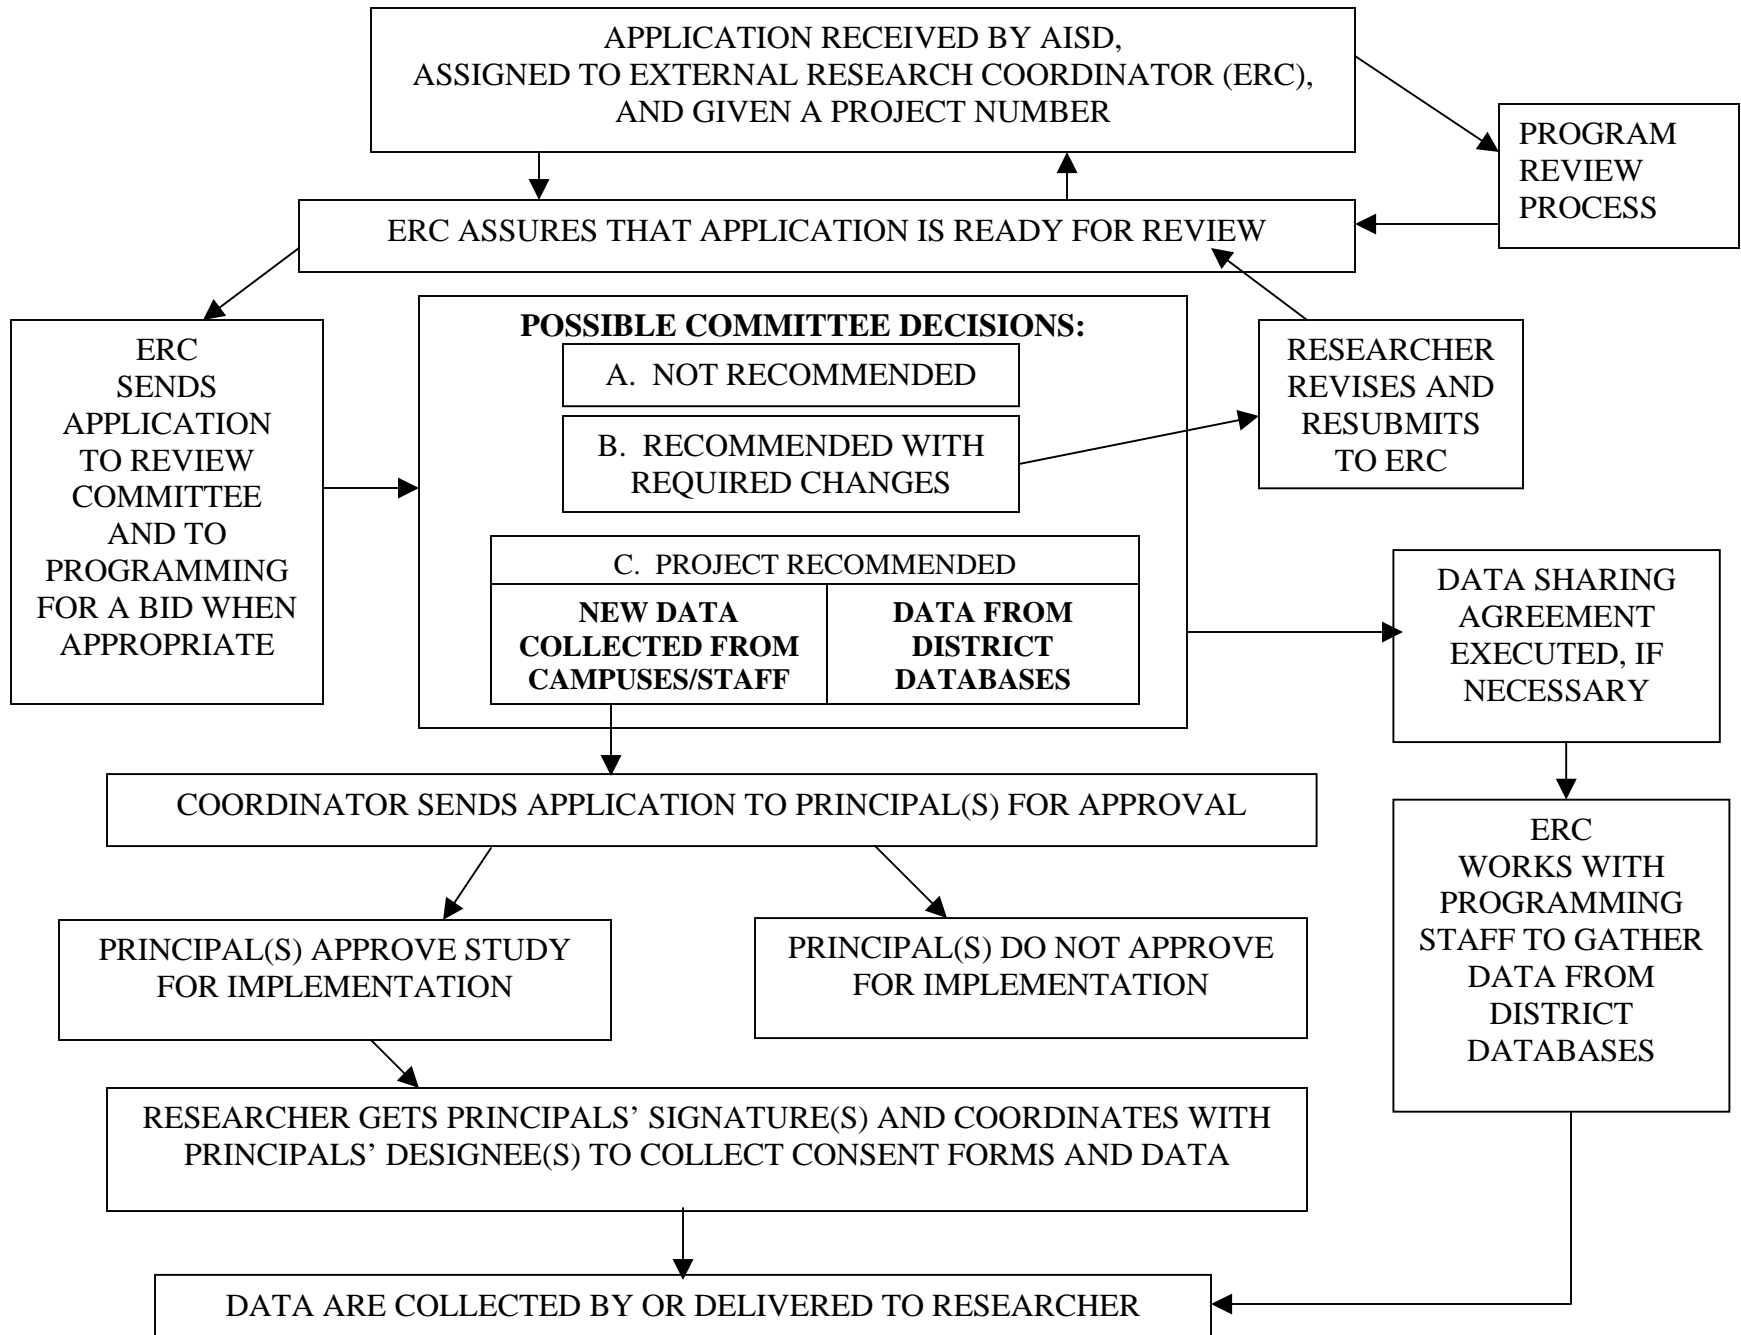 APPLICATION RECEIVED BY AISD,
ASSIGNED TO EXTERNAL RESEARCH COORDINATOR (ERC),
AND GIVEN A PROJECT NUMBER
PROGRAM
REVIEW
PROCESS
ERC ASSURES THAT APPLICATION IS READY FOR REVIEW
ERC
SENDS
APPLICATION
TO REVIEW
COMMITTEE
AND TO
PROGRAMMING
FOR A BID WHEN
APPROPRIATE
POSSIBLE COMMITTEE DECISIONS:
A. NOT RECOMMENDED
B. RECOMMENDED WITH
REQUIRED CHANGES
C. PROJECT RECOMMENDED
NEW DATA
COLLECTED FROM
CAMPUSES/STAFF
DATA FROM
DISTRICT
DATABASES
RESEARCHER
REVISES AND
RESUBMITS
TO ERC
DATA SHARING
AGREEMENT
EXECUTED, IF
NECESSARY
COORDINATOR SENDS APPLICATION TO PRINCIPAL(S) FOR APPROVAL
ERC
WORKS WITH
PROGRAMMING
STAFF TO GATHER
DATA FROM
DISTRICT
DATABASES
PRINCIPAL(S) APPROVE STUDY
FOR IMPLEMENTATION
PRINCIPAL(S) DO NOT APPROVE
FOR IMPLEMENTATION
RESEARCHER GETS PRINCIPALS’ SIGNATURE(S) AND COORDINATES WITH
PRINCIPALS’ DESIGNEE(S) TO COLLECT CONSENT FORMS AND DATA
DATA ARE COLLECTED BY OR DELIVERED TO RESEARCHER